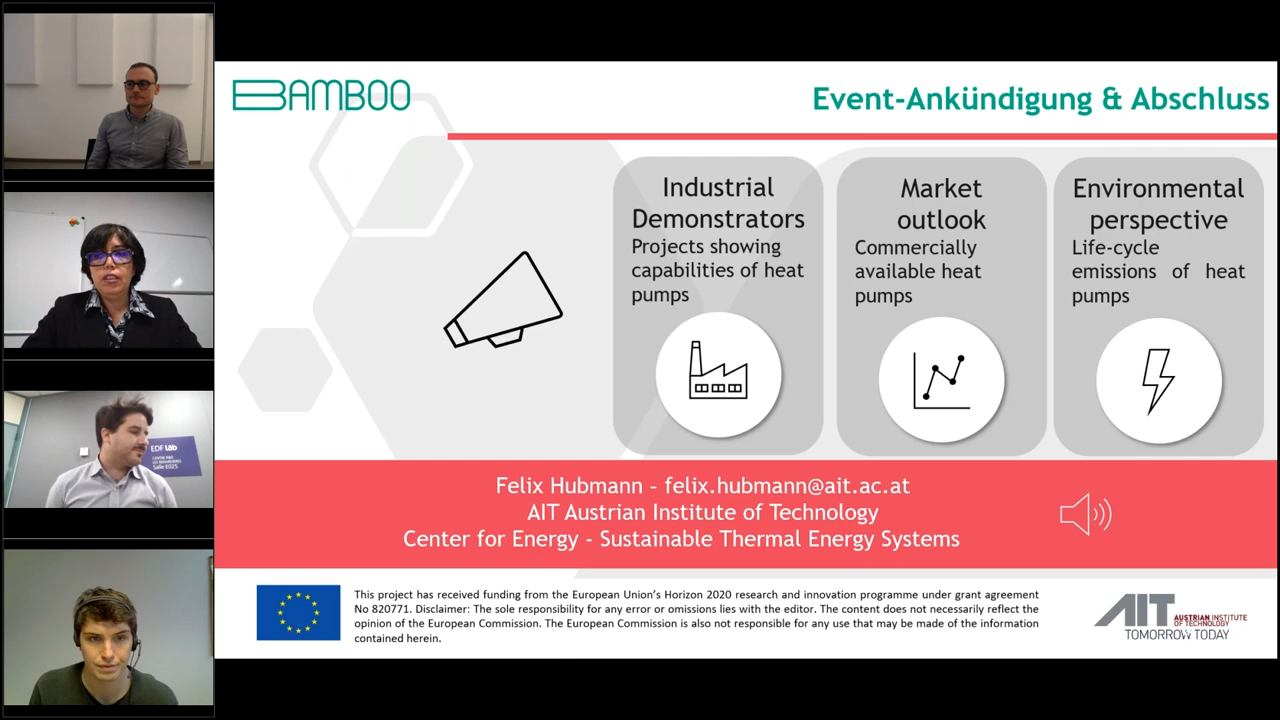 BAMBOO
Event-Ankündigung & Abschluss
Industrial
Demonstrators
Projects showing
capabilities of heat
pumps
Market
outlook
Commercially
available heat
pumps
Environmental
perspective
Life-cycle
emissions of heat
pumps
EDF lab
Salle E025
Felix Hubmann – felix.hubmann@ait.ac.at
AIT Austrian Institute of Technology
Center for Energy - Sustainable Thermal Energy Systems
This project has received funding from the European Union's Horizon 2020 research and innovation programme under grant agreement
No 820771. Disclaimer: The sole responsibility for any error or omissions lies with the editor. The content does not necessarily reflect the
opinion of the European Commission. The European Commission is also not responsible for any use that may be made of the information
contained herein.
AIT
AUSTRIAN INSTITUTE
OF TECHNOLOGY
TOMORROW TODAY